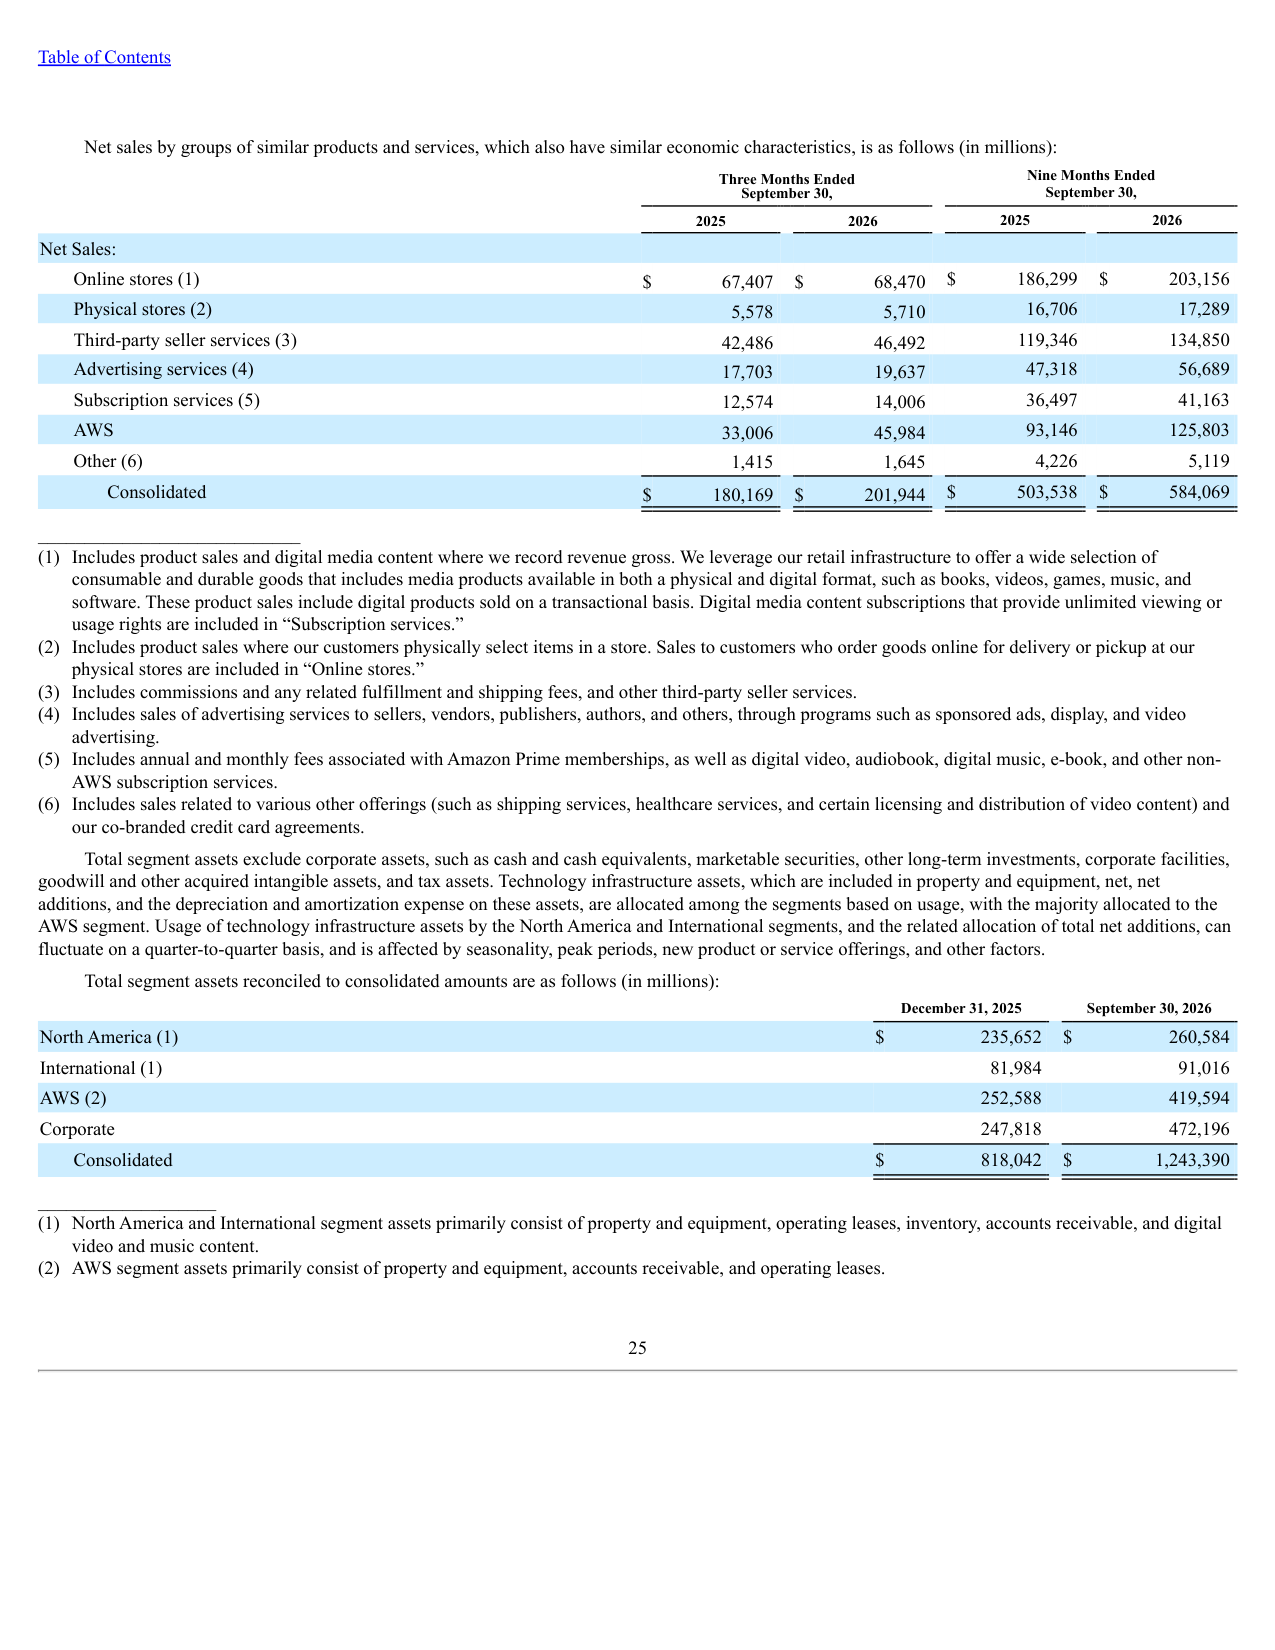 Table of Contents
Net sales by groups of similar products and services, which also have similar economic characteristics, is as follows (in millions):
Three Months Ended September 30, Nine Months Ended September 30,
2025 2026 2025 2026
Net Sales:
Online stores (1) $ 67,407 $ 68,470 $ 186,299 $ 203,156
Physical stores (2) 5,578 5,710 16,706 17,289
Third-party seller services (3) 42,486 46,492 119,346 134,850
Advertising services (4) 17,703 19,637 47,318 56,689
Subscription services (5) 12,574 14,006 36,497 41,163
AWS 33,006 45,984 93,146 125,803
Other (6) 1,415 1,645 4,226 5,119
Consolidated $ 180,169 $ 201,944 $ 503,538 $ 584,069
(1) Includes product sales and digital media content where we record revenue gross. We leverage our retail infrastructure to offer a wide selection of
consumable and durable goods that includes media products available in both a physical and digital format, such as books, videos, games, music, and
software. These product sales include digital products sold on a transactional basis. Digital media content subscriptions that provide unlimited viewing or
usage rights are included in “Subscription services.”
(2) Includes product sales where our customers physically select items in a store. Sales to customers who order goods online for delivery or pickup at our
physical stores are included in “Online stores.”
(3) Includes commissions and any related fulfillment and shipping fees, and other third-party seller services.
(4) Includes sales of advertising services to sellers, vendors, publishers, authors, and others, through programs such as sponsored ads, display, and video
advertising.
(5) Includes annual and monthly fees associated with Amazon Prime memberships, as well as digital video, audiobook, digital music, e-book, and other non-
AWS subscription services.
(6) Includes sales related to various other offerings (such as shipping services, healthcare services, and certain licensing and distribution of video content) and
our co-branded credit card agreements.
Total segment assets exclude corporate assets, such as cash and cash equivalents, marketable securities, other long-term investments, corporate facilities,
goodwill and other acquired intangible assets, and tax assets. Technology infrastructure assets, which are included in property and equipment, net, net
additions, and the depreciation and amortization expense on these assets, are allocated among the segments based on usage, with the majority allocated to the
AWS segment. Usage of technology infrastructure assets by the North America and International segments, and the related allocation of total net additions, can
fluctuate on a quarter-to-quarter basis, and is affected by seasonality, peak periods, new product or service offerings, and other factors.
Total segment assets reconciled to consolidated amounts are as follows (in millions):
December 31, 2025 September 30, 2026
North America (1) $ 235,652 $ 260,584
International (1) 81,984 91,016
AWS (2) 252,588 419,594
Corporate 247,818 472,196
Consolidated $ 818,042 $ 1,243,390
(1) North America and International segment assets primarily consist of property and equipment, operating leases, inventory, accounts receivable, and digital
video and music content.
(2) AWS segment assets primarily consist of property and equipment, accounts receivable, and operating leases.
25